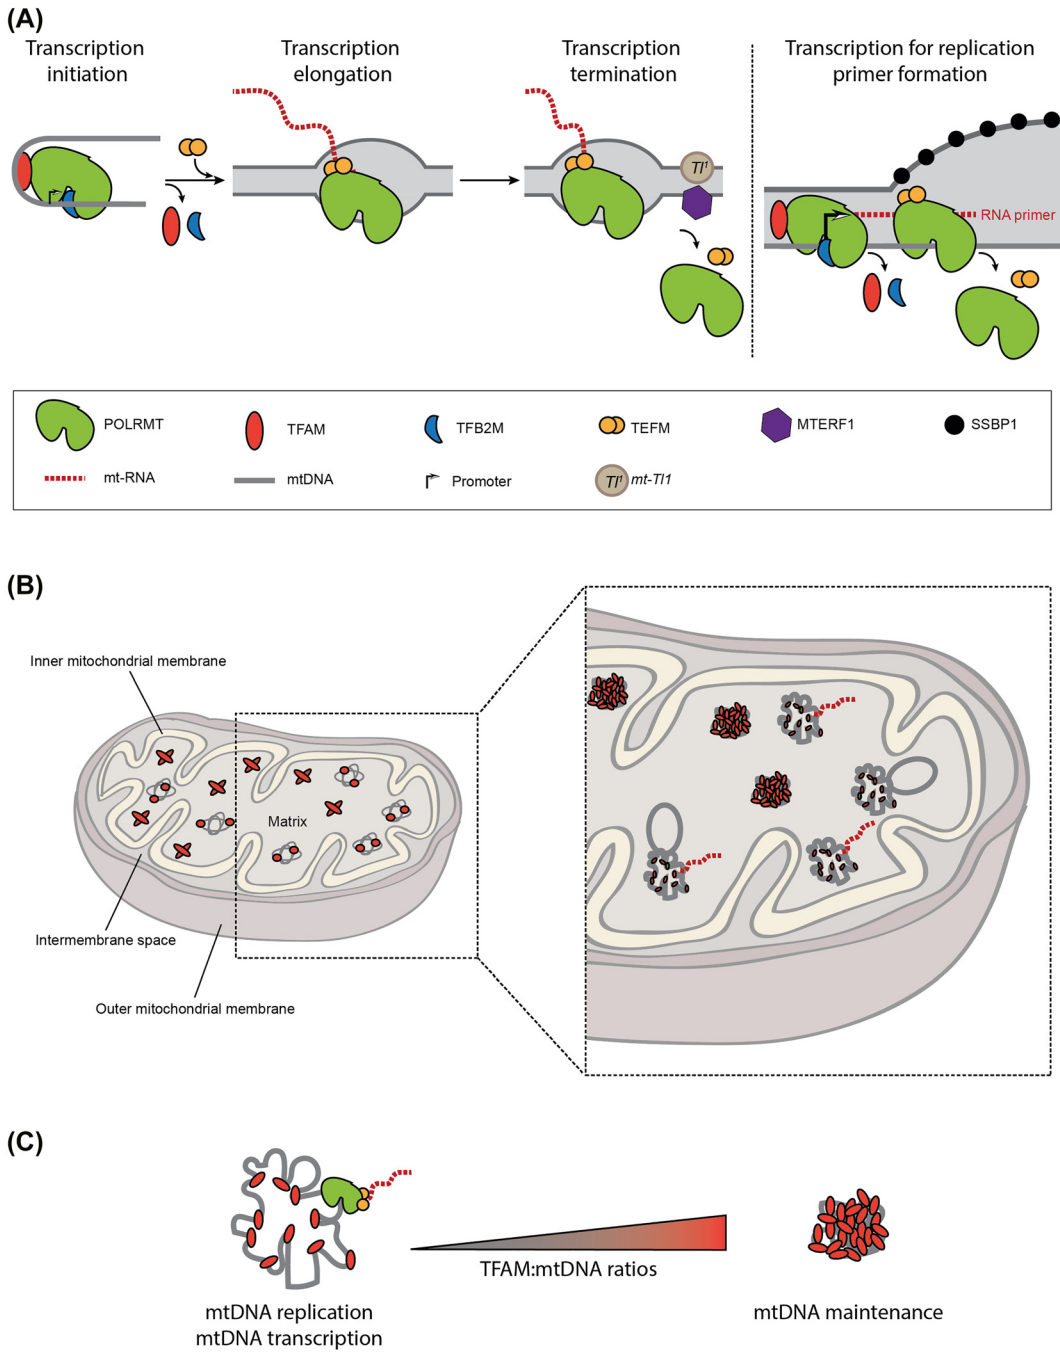 (A)
Transcription
initiation
Transcription
elongation
Transcription
termination
Transcription for replication
primer formation
Tl¹
RNA primer
POLRMT
TFAM
TFB2M
TEFM
MTERF1
SSBP1
mt-RNA
mtDNA
Promoter
Tl¹
mt-Tl1
(B)
Inner mitochondrial membrane
Matrix
Intermembrane space
Outer mitochondrial membrane
(C)
TFAM:mtDNA ratios
mtDNA replication
mtDNA transcription
mtDNA maintenance